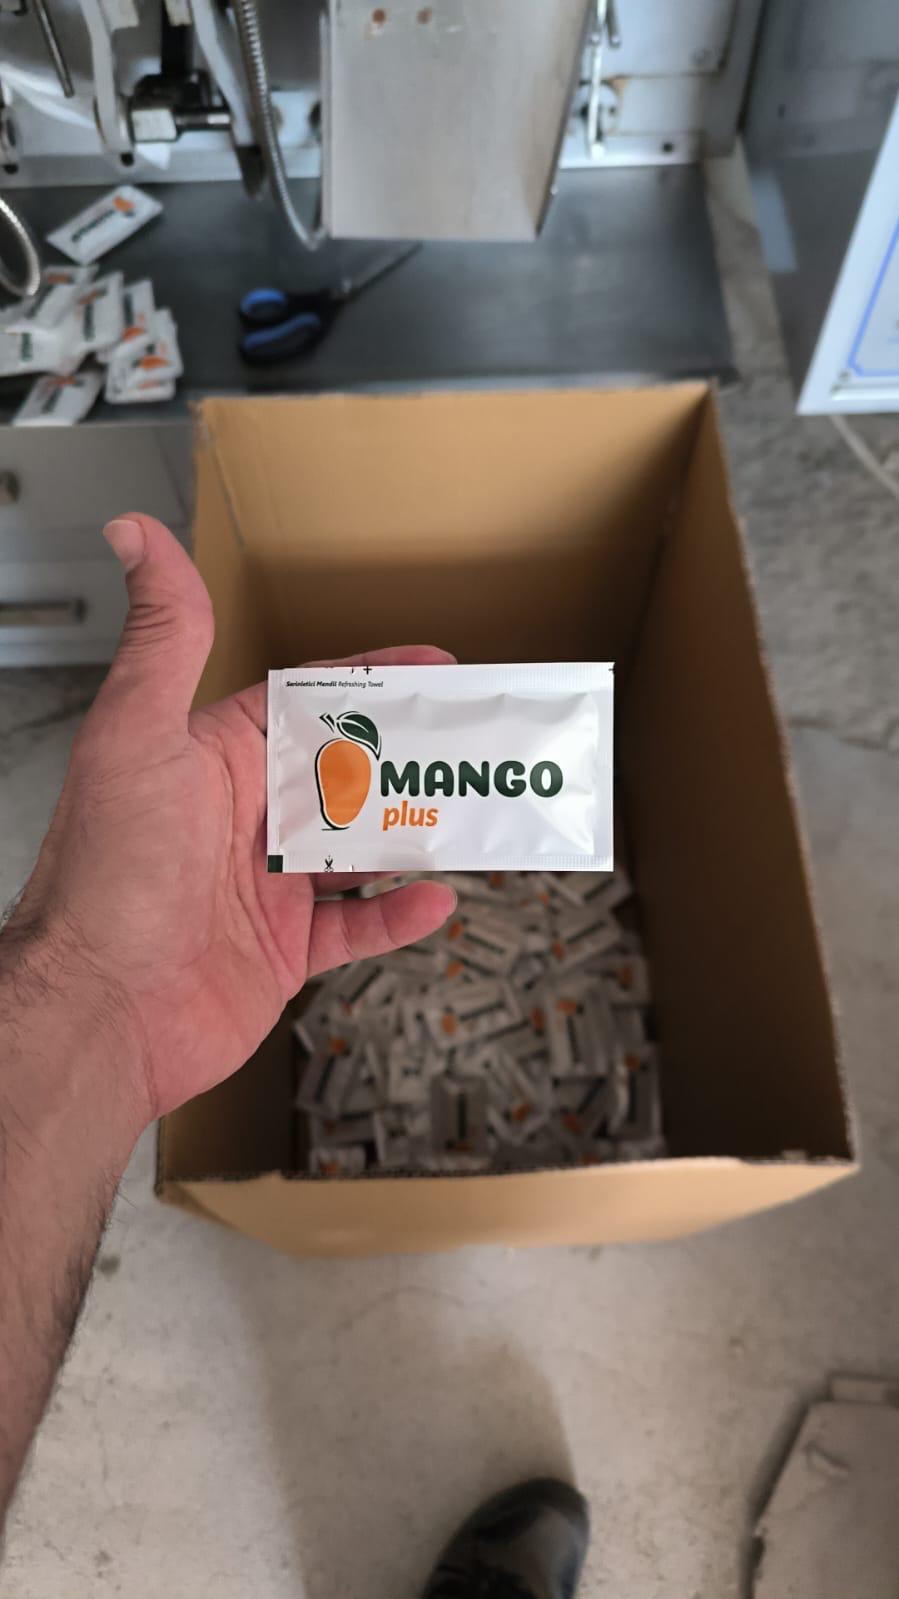 Serinletici Mendil Refreshing Towel
MANGO
plus